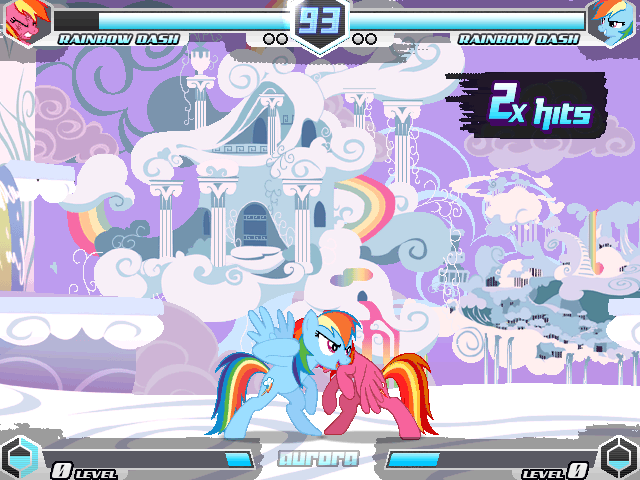 93
RAINBOW DASH
RAINBOW DASH
2x hits
0 LEVEL
aurora
LEVEL 0